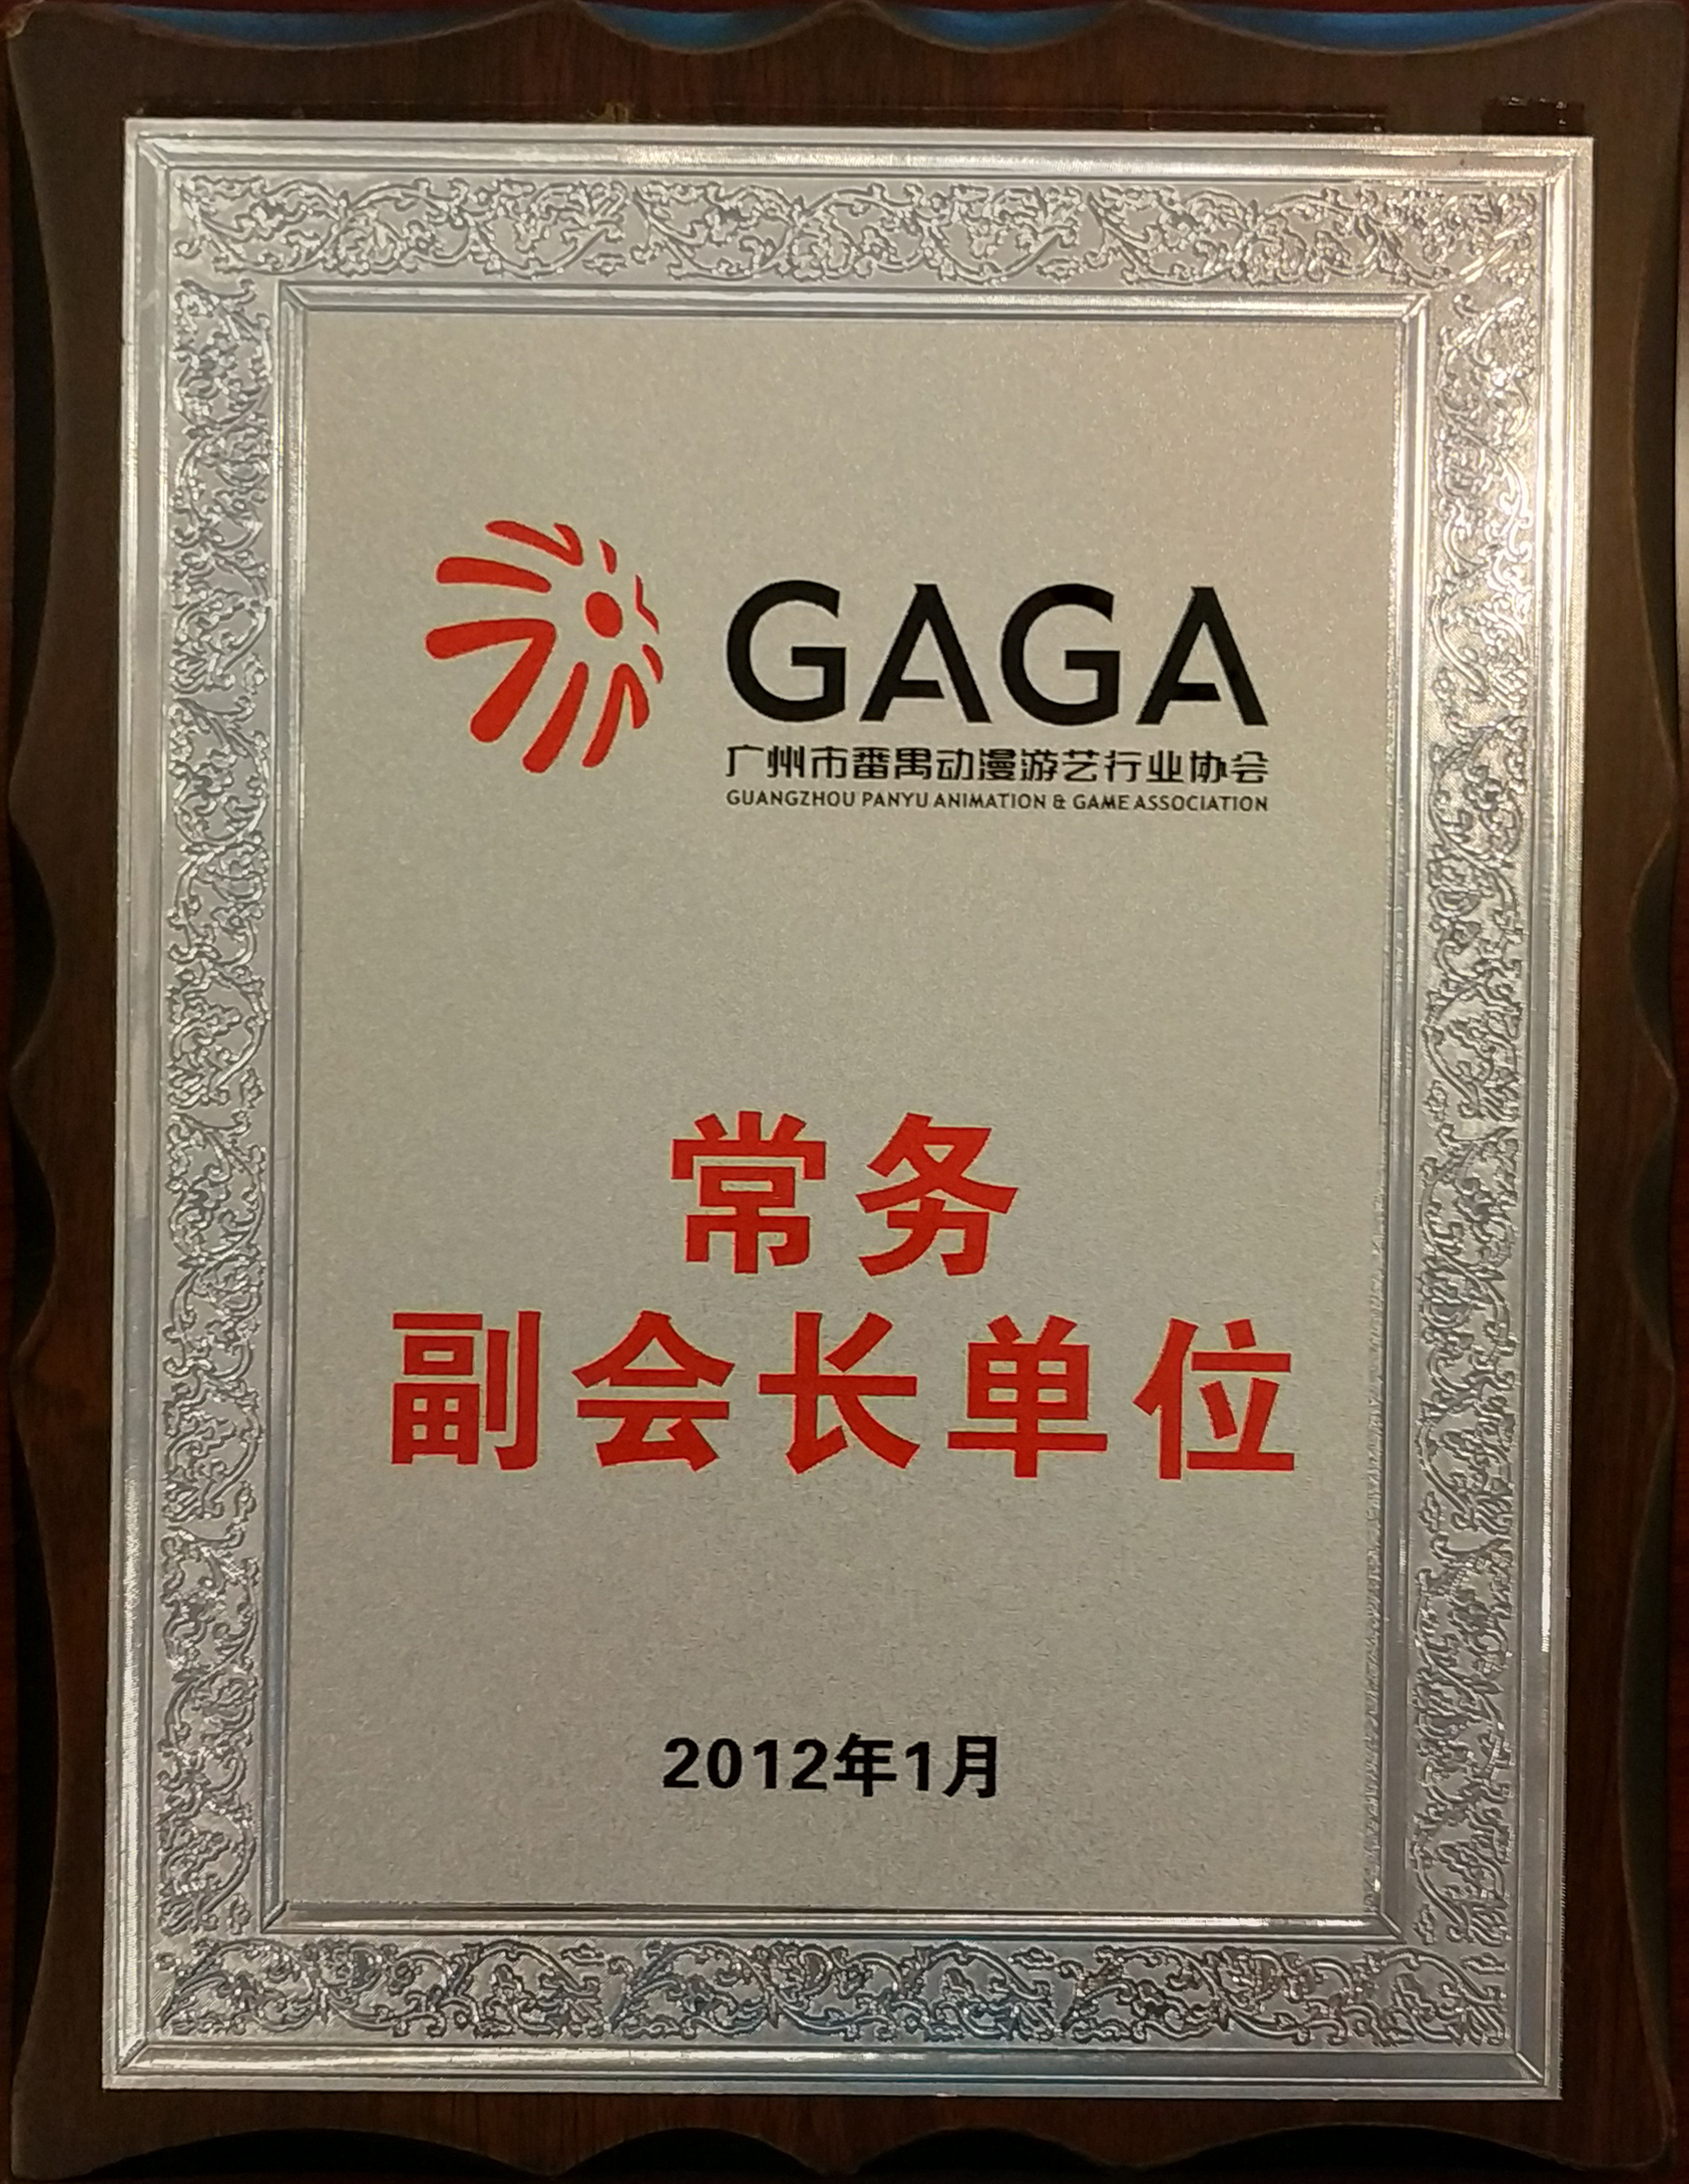 GAGA
广州市番禺动漫游艺行业协会
GUANGZHOU PANYU ANIMATION & GAME ASSOCIATION
常务
副会长单位
2012年1月